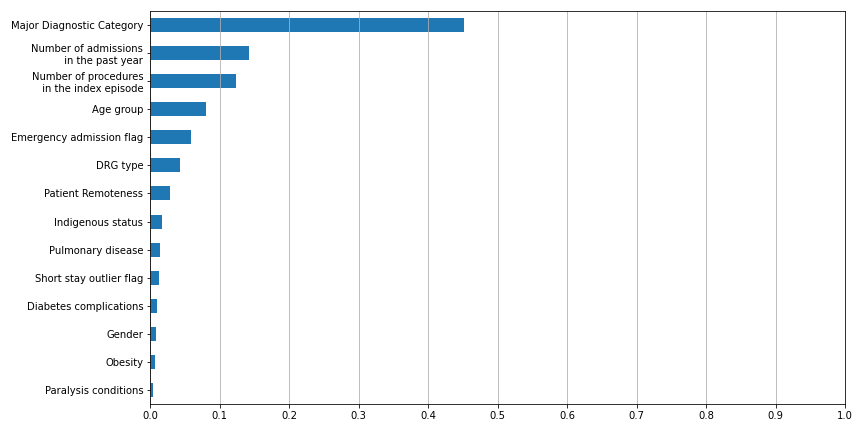 Major Diagnostic Category
Number of admissions
in the past year
Number of procedures
in the index episode
Age group
Emergency admission flag
DRG type
Patient Remoteness
Indigenous status
Pulmonary disease
Short stay outlier flag
Diabetes complications
Gender
Obesity
Paralysis conditions
0.0 0.1 0.2 0.3 0.4 0.5 0.6 0.7 0.8 0.9 1.0